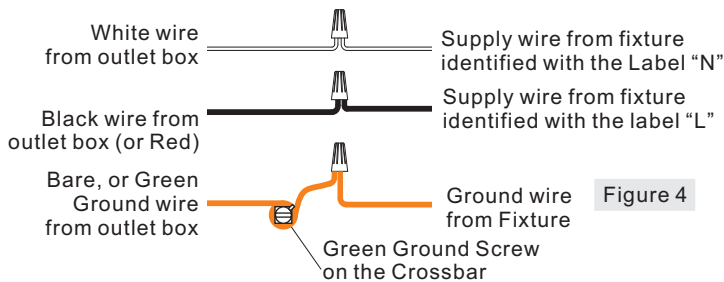 White wire
from outlet box
Supply wire from fixture
identified with the Label “N”
Black wire from
outlet box (or Red)
Supply wire from fixture
identified with the label “L”
Bare, or Green
Ground wire
from outlet box
Ground wire
from Fixture
Figure 4
Green Ground Screw
on the Crossbar